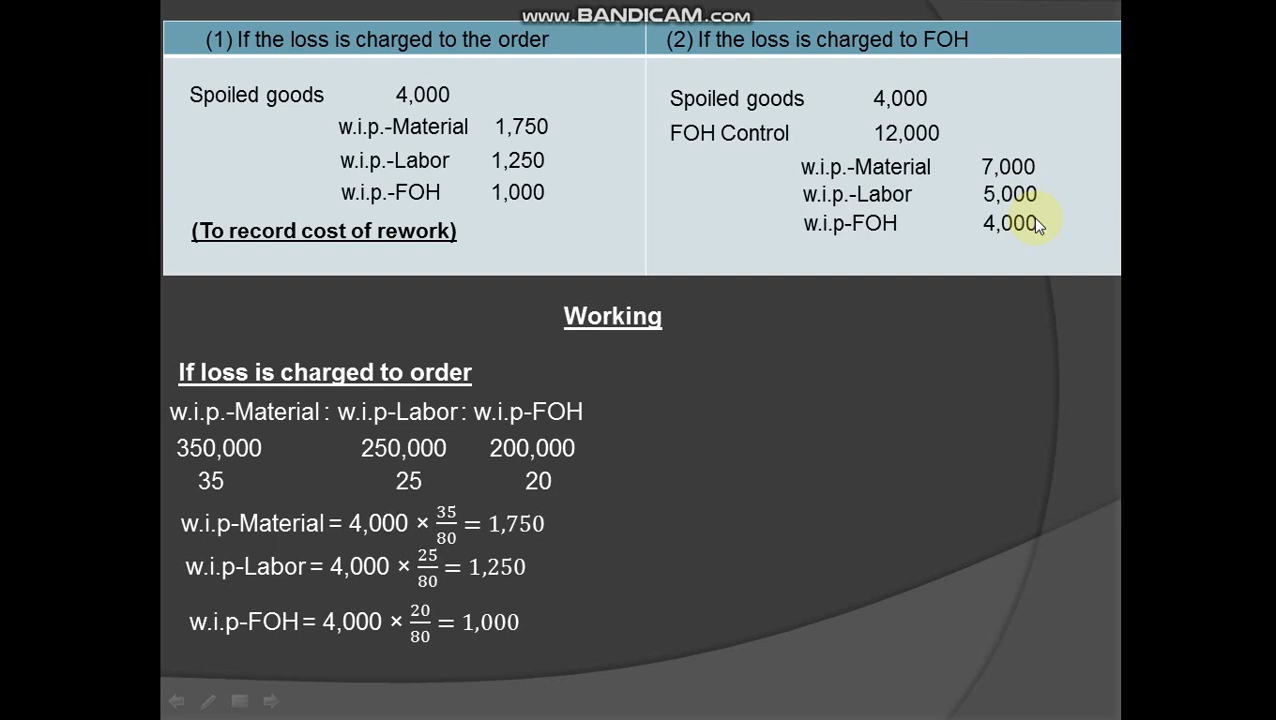 www.BANDICAM.com
(1) If the loss is charged to the order
Spoiled goods 4,000
w.i.p.-Material 1,750
w.i.p.-Labor 1,250
w.i.p.-FOH 1,000
(To record cost of rework)
(2) If the loss is charged to FOH
Spoiled goods 4,000
FOH Control 12,000
w.i.p.-Material 7,000
w.i.p.-Labor 5,000
w.i.p-FOH 4,000
Working
If loss is charged to order
w.i.p.-Material : w.i.p-Labor : w.i.p-FOH
350,000 250,000 200,000
35 25 20
w.i.p-Material = 4,000 × 35/80 = 1,750
w.i.p-Labor = 4,000 × 25/80 = 1,250
w.i.p-FOH = 4,000 × 20/80 = 1,000